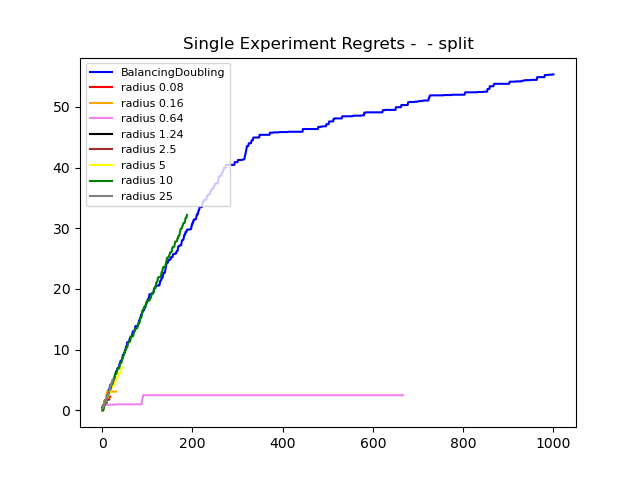 Single Experiment Regrets -  - split
BalancingDoubling
radius 0.08
radius 0.16
radius 0.64
radius 1.24
radius 2.5
radius 5
radius 10
radius 25
50
40
30
20
10
0
0 200 400 600 800 1000